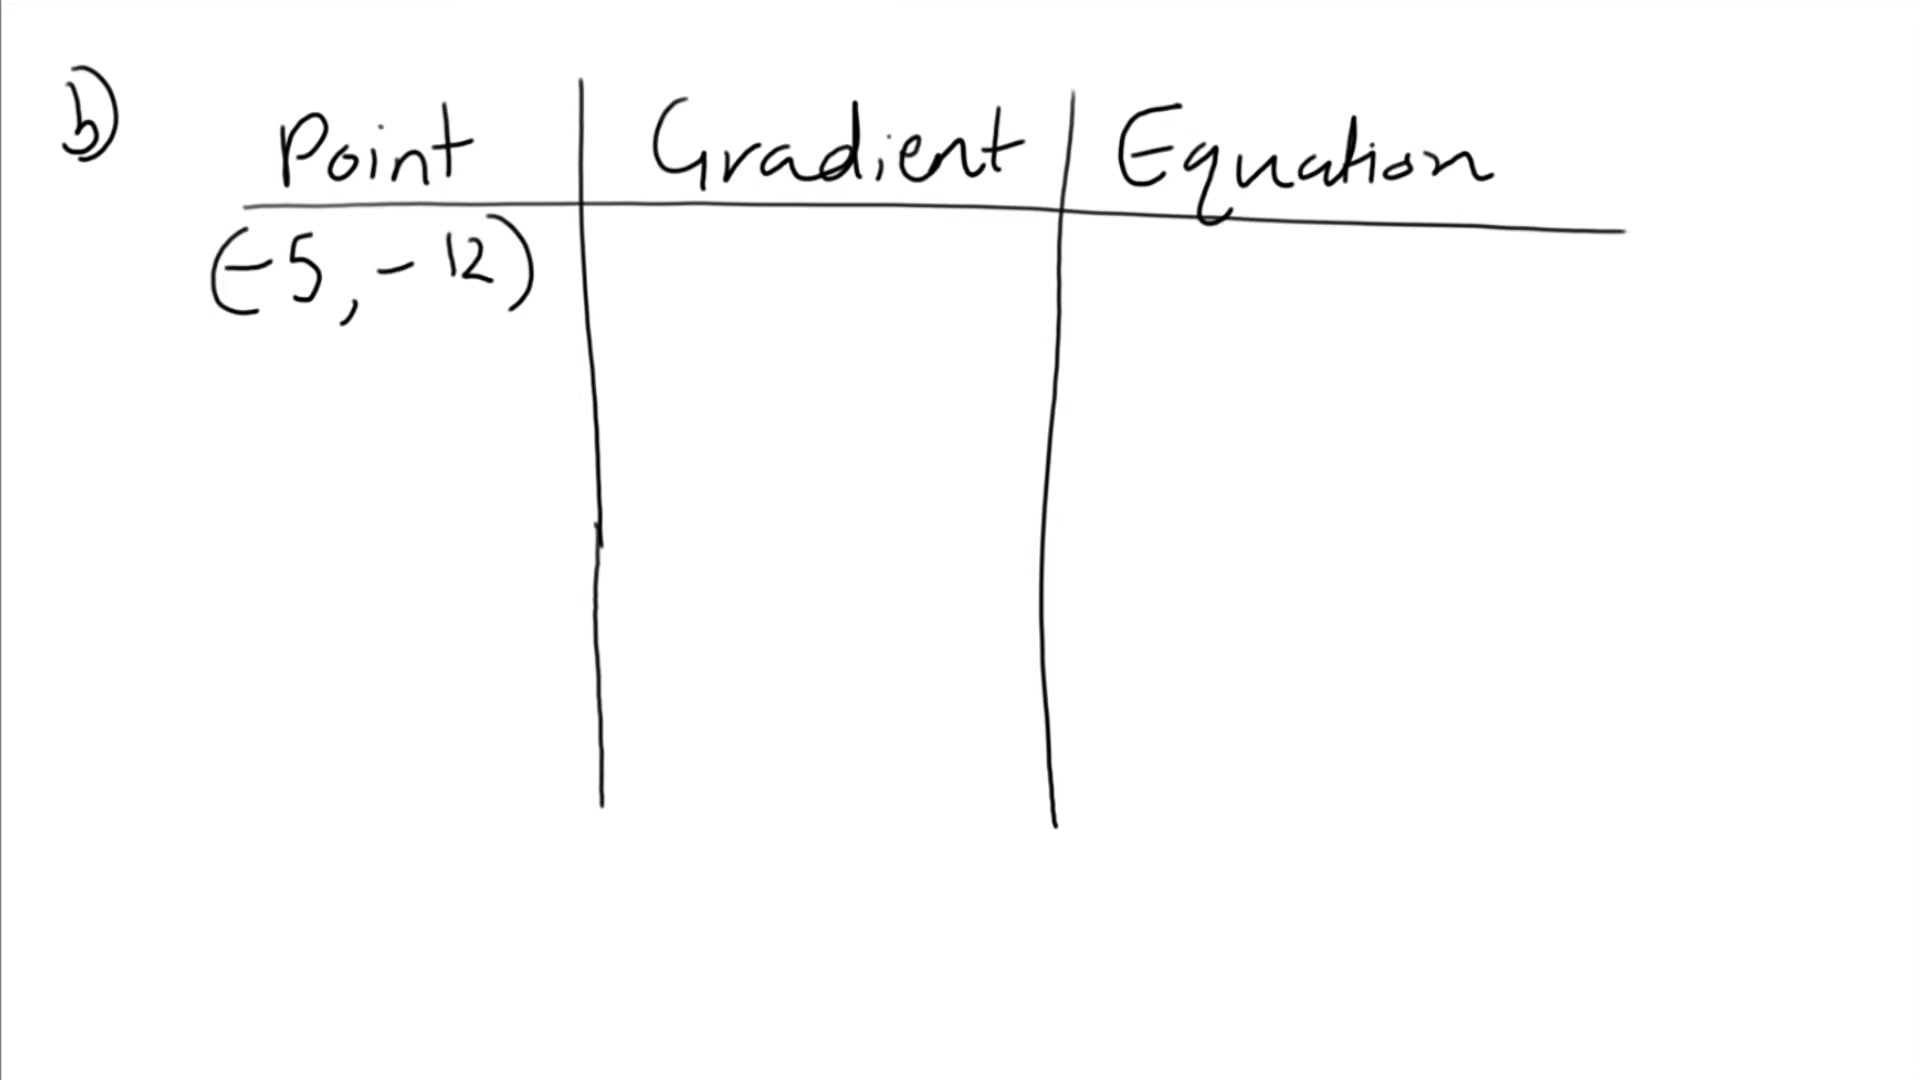 b) Point Gradient Equation
(-5, -12)